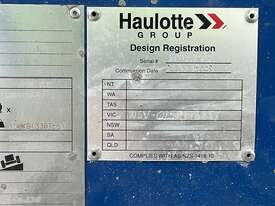 Haulotte
GROUP
Design Registration
Serial #
Commission Date
NT
WA
TAS
VIC
NSW
SA
QLD
COMPLIES WITH AS/NZS 1418.10
X